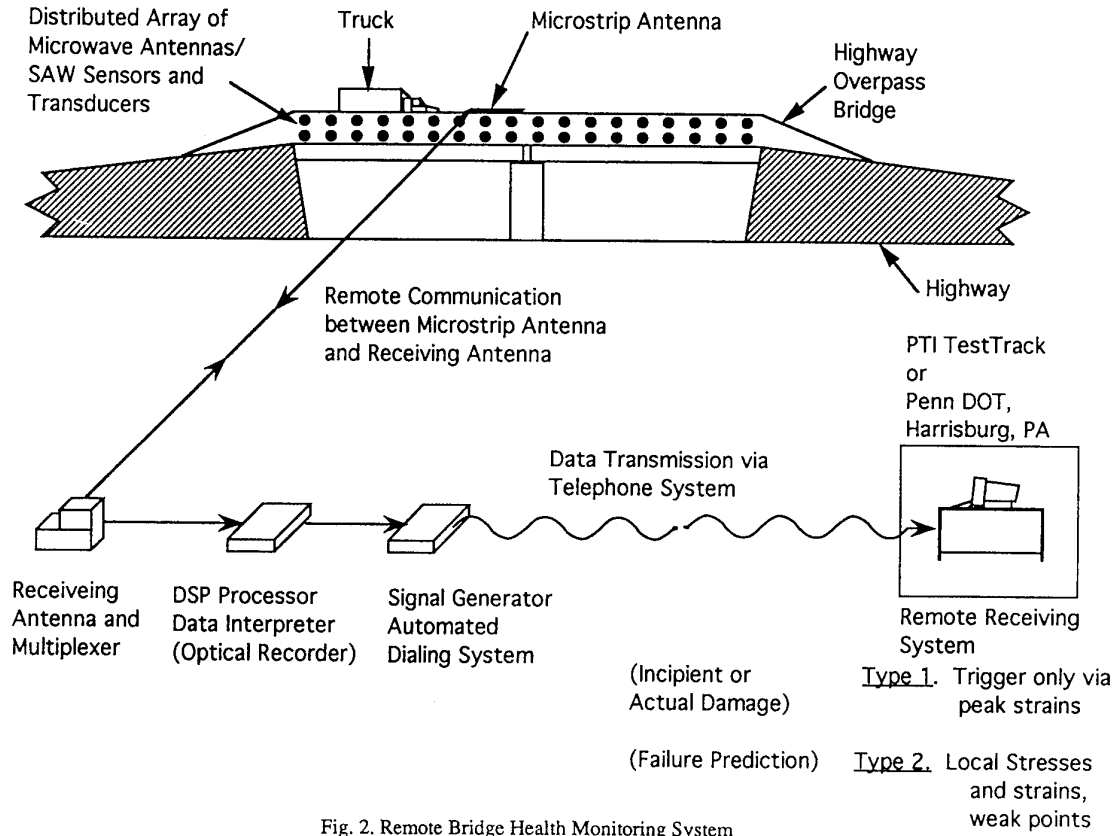 Distributed Array of
Microwave Antennas/
SAW Sensors and
Transducers
Truck
Microstrip Antenna
Highway
Overpass
Bridge
Remote Communication
between Microstrip Antenna
and Receiving Antenna
Highway
PTI TestTrack
or
Penn DOT,
Harrisburg, PA
Data Transmission via
Telephone System
Receiveing
Antenna and
Multiplexer
DSP Processor
Data Interpreter
(Optical Recorder)
Signal Generator
Automated
Dialing System
Remote Receiving
System
(Incipient or
Actual Damage)
Type 1. Trigger only via
peak strains
(Failure Prediction)
Type 2. Local Stresses
and strains,
weak points
Fig. 2. Remote Bridge Health Monitoring System